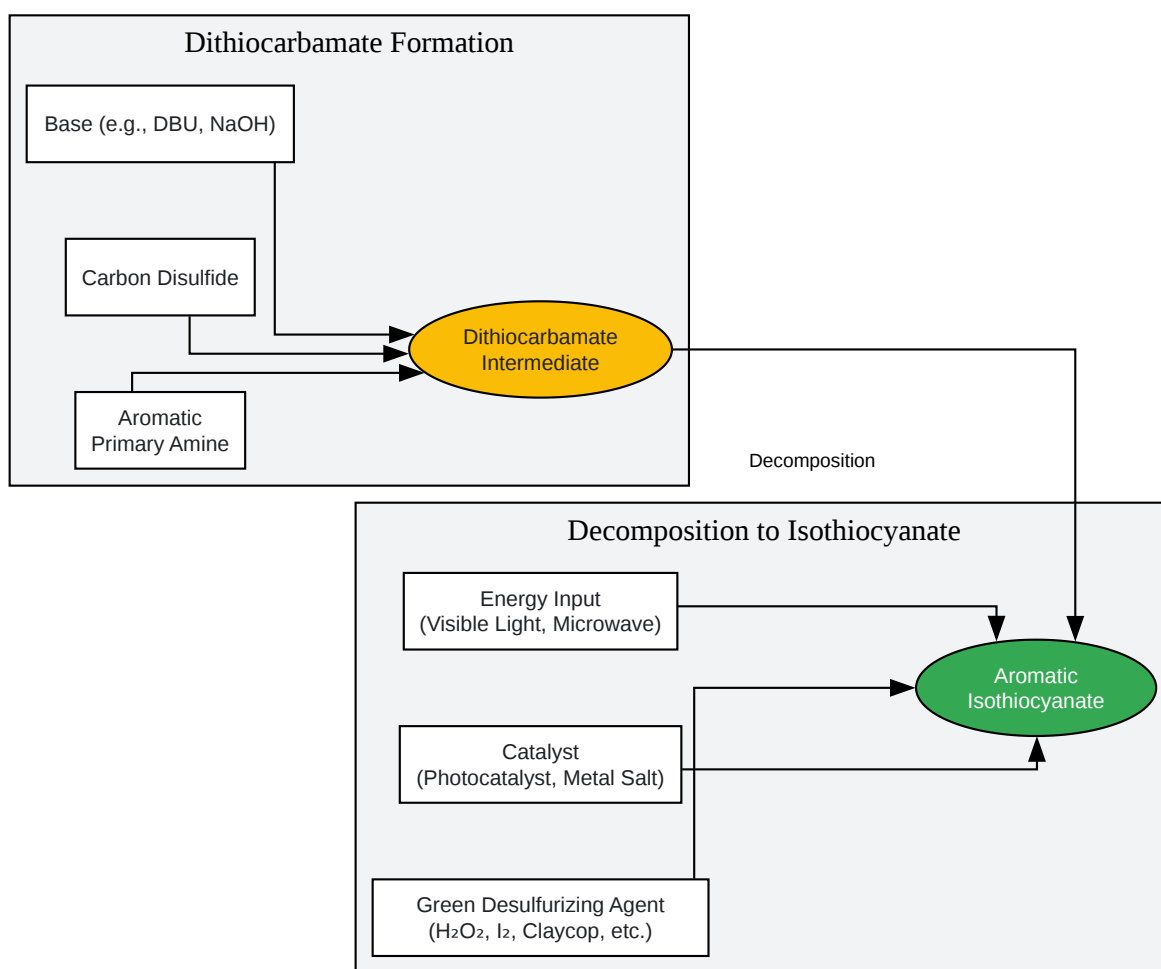 Dithiocarbamate Formation
Base (e.g., DBU, NaOH)
Carbon Disulfide
Dithiocarbamate
Intermediate
Aromatic
Primary Amine
Decomposition
Decomposition to Isothiocyanate
Energy Input
(Visible Light, Microwave)
Aromatic
Isothiocyanate
Catalyst
(Photocatalyst, Metal Salt)
Green Desulfurizing Agent
(H₂O₂, I₂, Claycop, etc.)